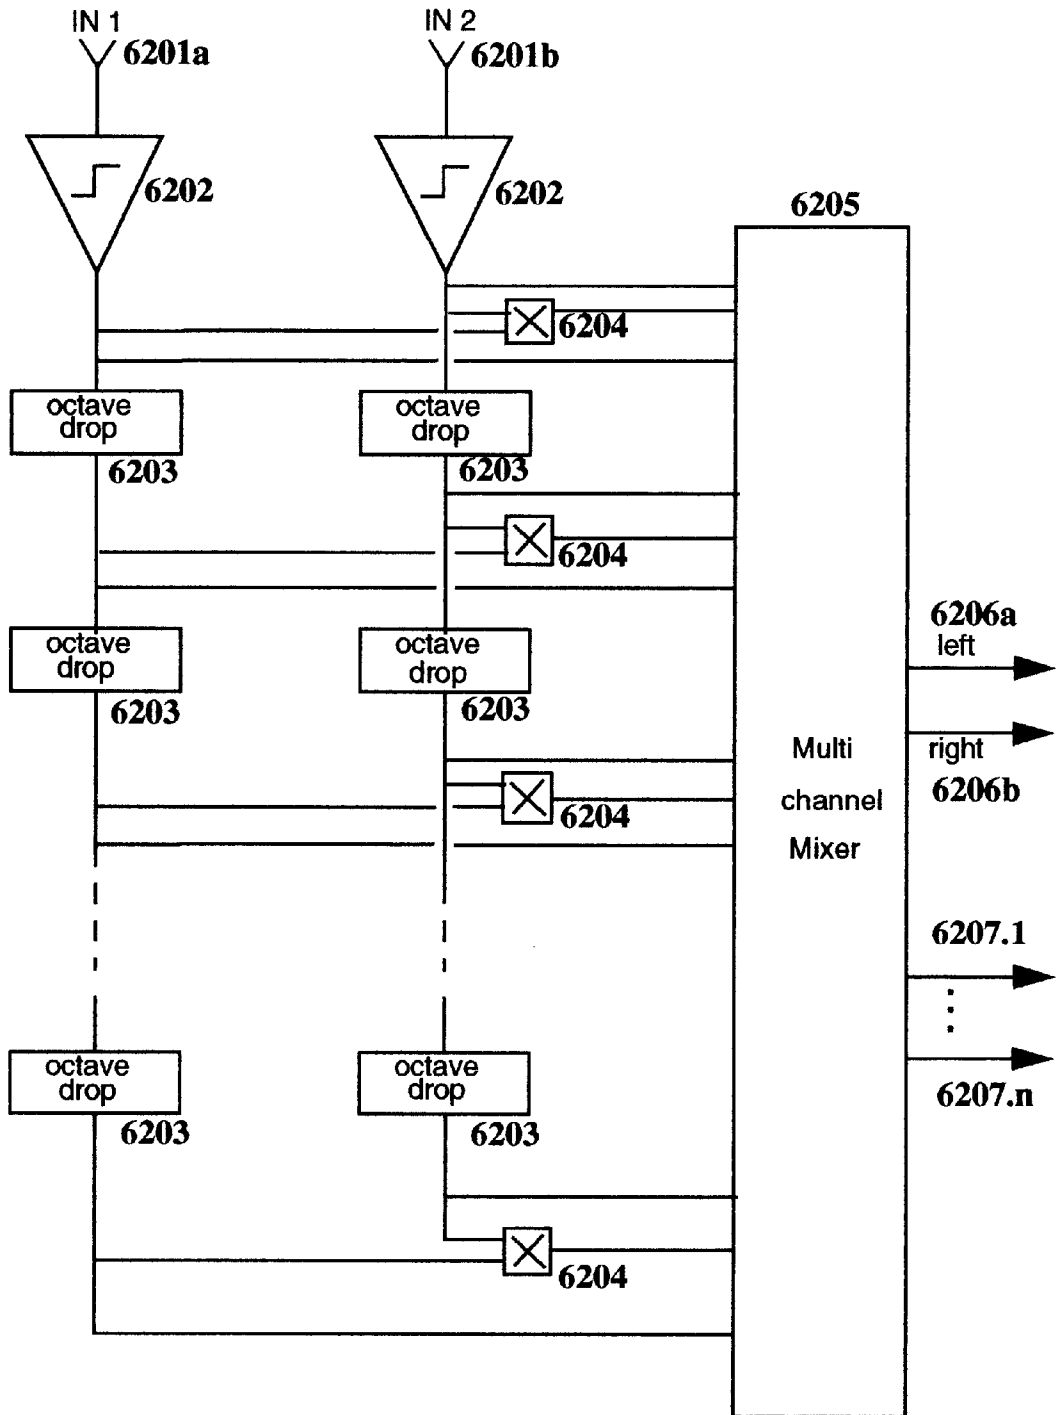 IN 1
IN 2
6201a
6201b
6202
6202
6205
6204
octave
drop
octave
drop
6203
6203
6204
octave
drop
octave
drop
6203
6203
6206a
left
right
6206b
Multi
channel
Mixer
6204
6207.1
6207.n
octave
drop
octave
drop
6203
6203
6204